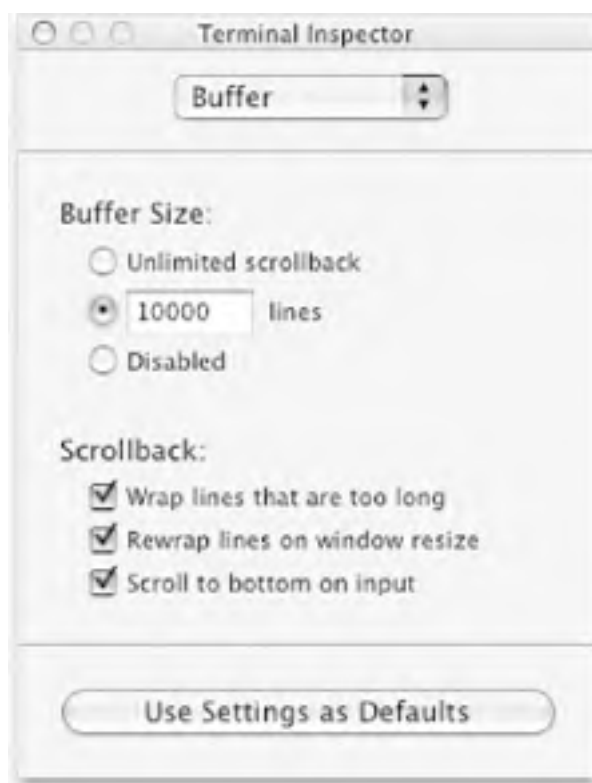 Terminal Inspector
Buffer
Buffer Size:
Unlimited scrollback
10000 lines
Disabled
Scrollback:
Wrap lines that are too long
Rewrap lines on window resize
Scroll to bottom on input
Use Settings as Defaults